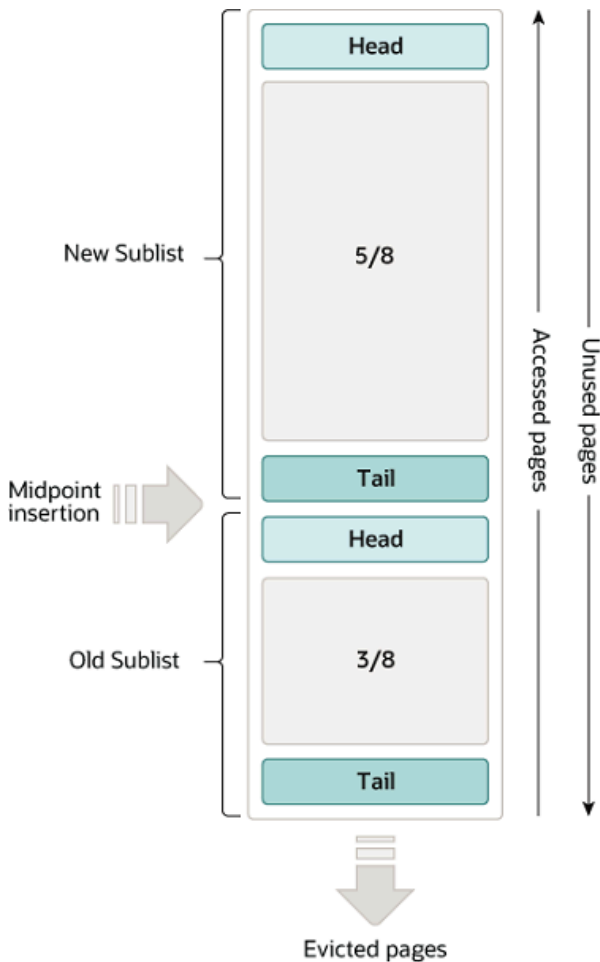 Head
New Sublist
5/8
Accessed pages
Unused pages
Tail
Midpoint
insertion
Head
Old Sublist
3/8
Tail
Evicted pages